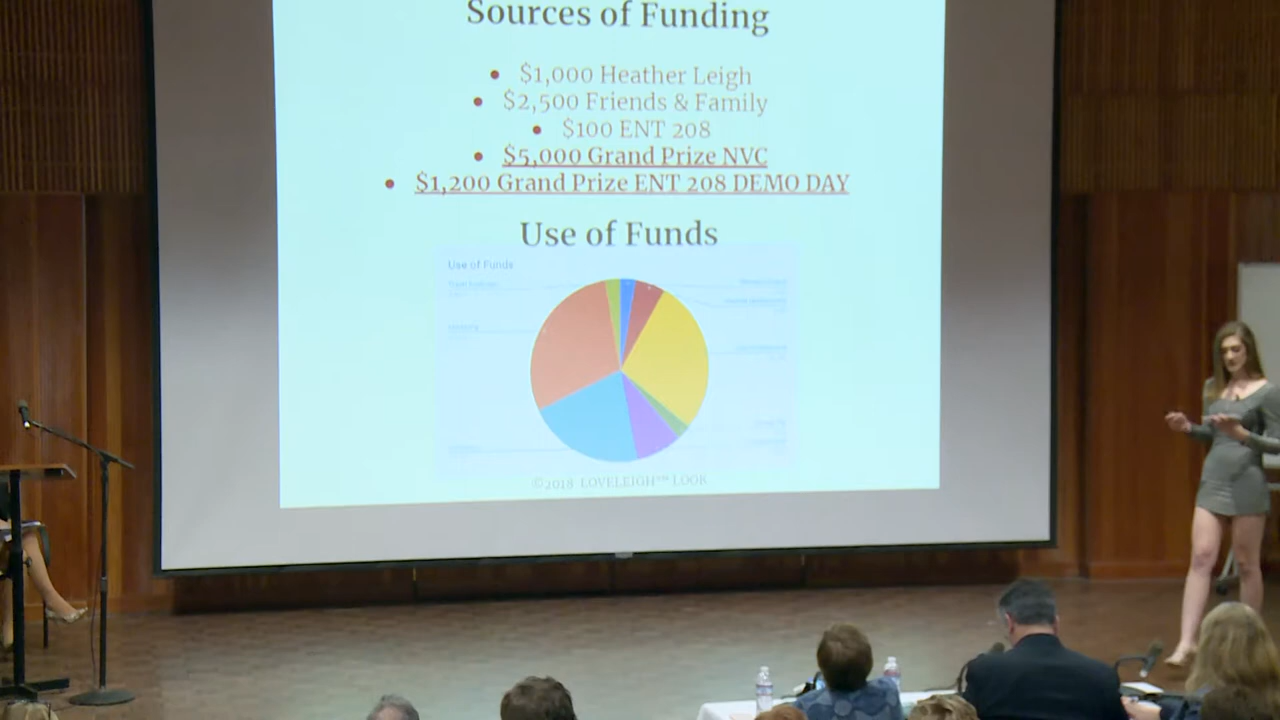 Sources of Funding
• $1,000 Heather Leigh
• $2,500 Friends & Family
• $100 ENT 208
• $5,000 Grand Prize NVC
• $1,200 Grand Prize ENT 208 DEMO DAY
Use of Funds
Use of Funds
©2018 LOVELEIGH™ LOOK